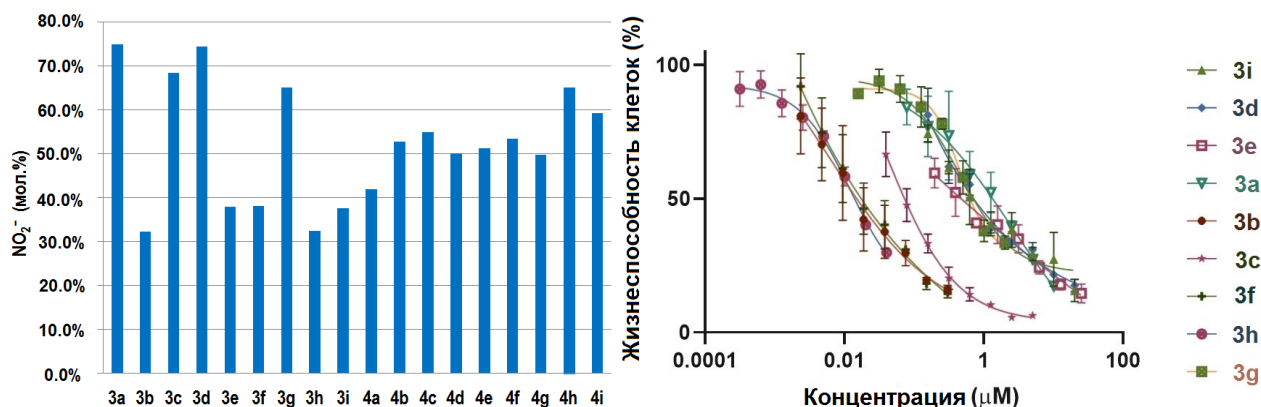 80.0%
70.0%
60.0%
50.0%
40.0%
30.0%
20.0%
10.0%
0.0%
NO₂⁻ (мол.%)
3a 3b 3c 3d 3e 3f 3g 3h 3i 4a 4b 4c 4d 4e 4f 4g 4h 4i
Жизнеспособность клеток (%)
100
50
0
0.0001 0.01 1 100
Концентрация (μM)
3i
3d
3e
3a
3b
3c
3f
3h
3g